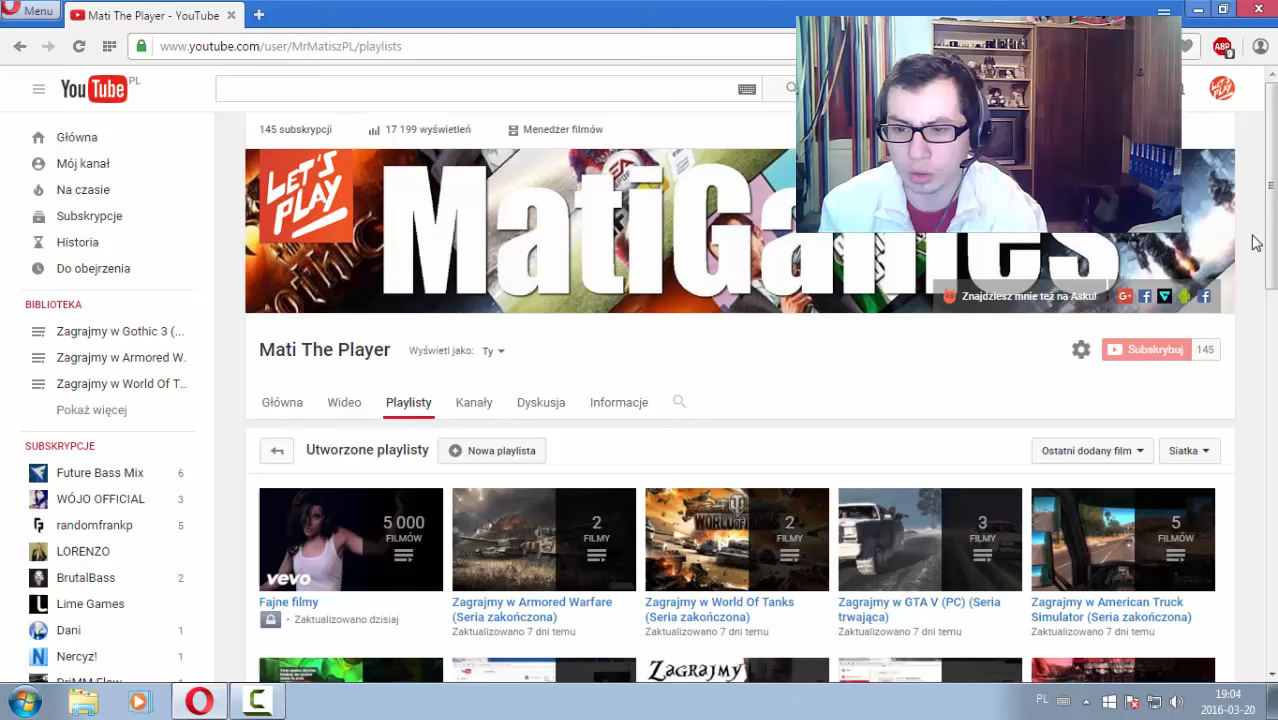 Menu
Mati The Player - YouTube
www.youtube.com/user/MrMatiszPL/playlists
ABP
9
YouTube PL
LET'S PLAY
Główna
Mój kanał
Na czasie
Subskrypcje
Historia
Do obejrzenia
BIBLIOTEKA
Zagrajmy w Gothic 3 (...
Zagrajmy w Armored W.
Zagrajmy w World Of T...
Pokaż więcej
SUBSKRYPCJE
Future Bass Mix 6
WÓJO OFFICIAL 3
randomfrankp 5
LORENZO
BrutalBass 2
Lime Games
Dani 1
Nercyz! 1
145 subskrypcji
17 199 wyświetleń
Menedżer filmów
LET'S PLAY
MatiGames
Znajdziesz mnie też na Asku!
Mati The Player
Wyświetl jako: Ty
Subskrybuj 145
Główna Wideo Playlisty Kanały Dyskusja Informacje
Utworzone playlisty
Nowa playlista
Ostatni dodany film
Siatka
5 000 FILMÓW
vevo
Fajne filmy
Zaktualizowano dzisiaj
2 FILMY
Zagrajmy w Armored Warfare
(Seria zakończona)
Zaktualizowano 7 dni temu
WORLD OF TANKS
2 FILMY
Zagrajmy w World Of Tanks
(Seria zakończona)
Zaktualizowano 7 dni temu
3 FILMY
Zagrajmy w GTA V (PC) (Seria
trwająca)
Zaktualizowano 7 dni temu
5 FILMÓW
Zagrajmy w American Truck
Simulator (Seria zakończona)
Zaktualizowano 7 dni temu
ZAGRAJMY
PL
19:04
2016-03-20